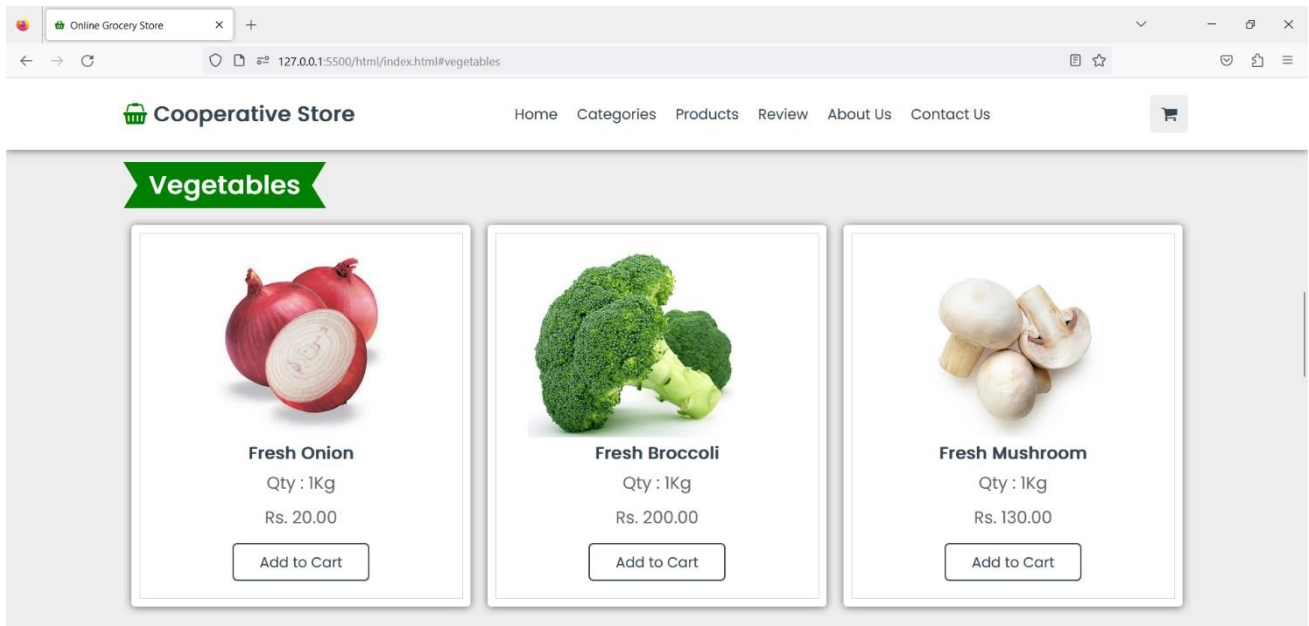 Online Grocery Store
127.0.0.1:5500/html/index.html#vegetables
Cooperative Store
Home Categories Products Review About Us Contact Us
Vegetables
Fresh Onion
Qty : 1Kg
Rs. 20.00
Add to Cart
Fresh Broccoli
Qty : 1Kg
Rs. 200.00
Add to Cart
Fresh Mushroom
Qty : 1Kg
Rs. 130.00
Add to Cart